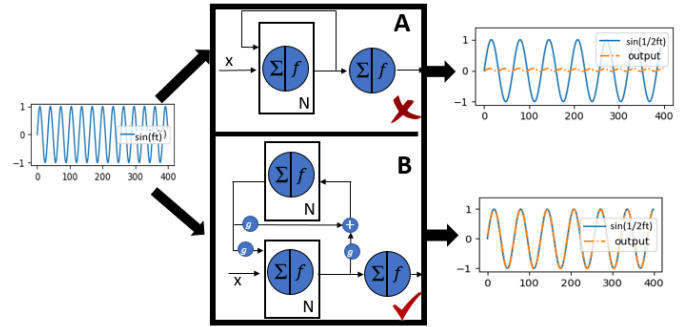 A
x
Σ f
Σ f
N
1
0
−1
0 100 200 300 400
sin(ft)
1
0
−1
0 100 200 300 400
sin(1/2ft)
output
B
Σ f
N
g
+
g
g
x
Σ f
N
Σ f
1
0
−1
0 100 200 300 400
sin(1/2ft)
output